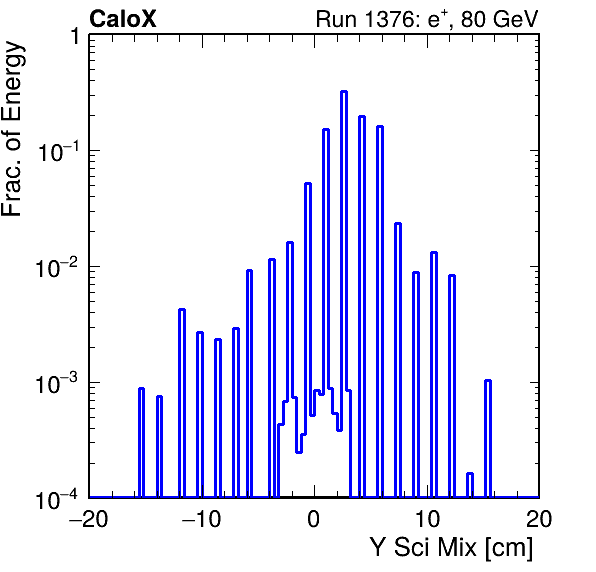 CaloX Run 1376: e⁺, 80 GeV
Frac. of Energy
1
10⁻¹
10⁻²
10⁻³
10⁻⁴
−20 −10 0 10 20
Y Sci Mix [cm]